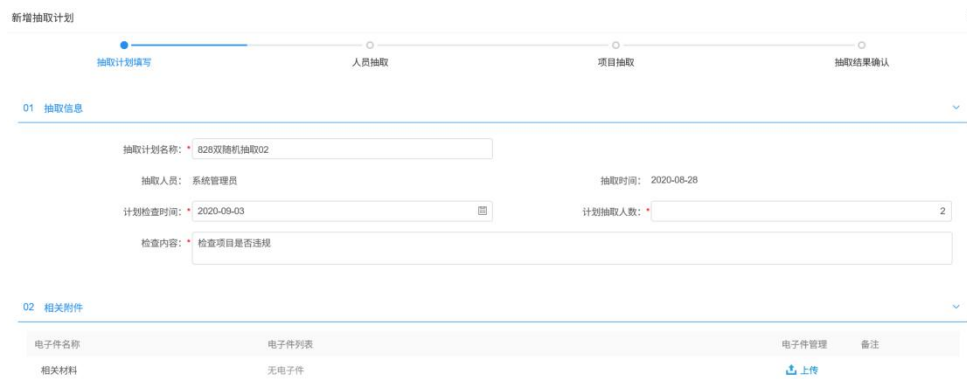 新增抽取计划
抽取计划填写 人员抽取 项目抽取 抽取结果确认
01 抽取信息
抽取计划名称：* 828双随机抽取02
抽取人员： 系统管理员 抽取时间： 2020-08-28
计划检查时间：* 2020-09-03 计划抽取人数：* 2
检查内容：* 检查项目是否违规
02 相关附件
电子件名称 电子件列表 电子件管理 备注
相关材料 无电子件 上传